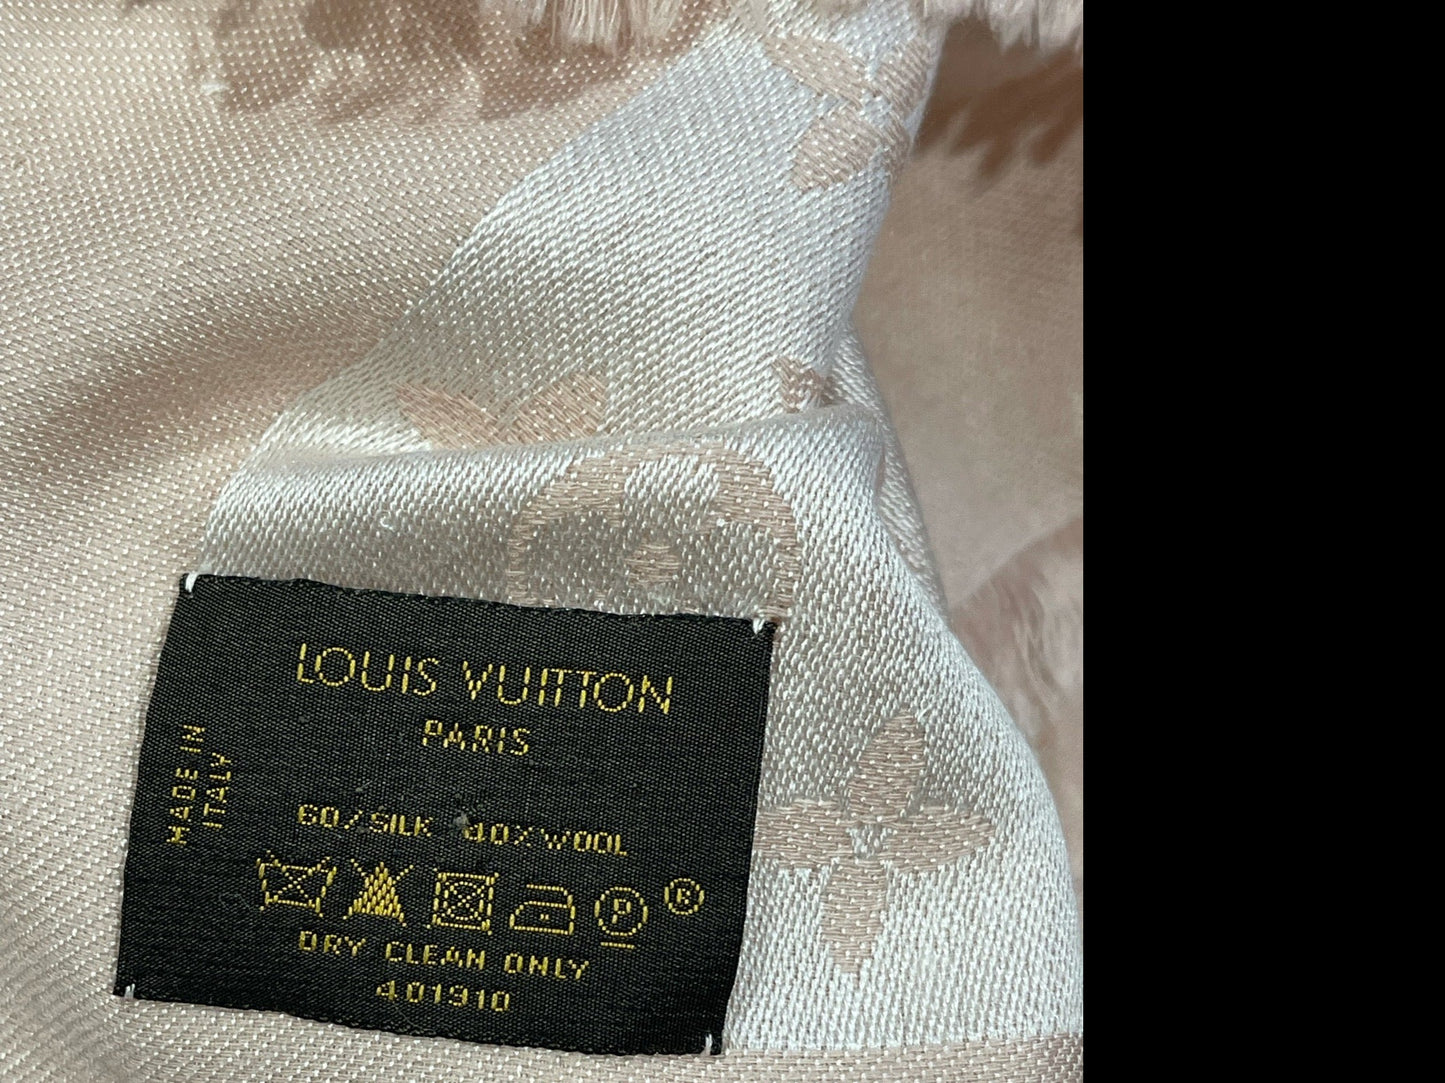 LOUIS VUITTON
PARIS
MADE IN
ITALY
60/SILK 40%WOOL
P ®
DRY CLEAN ONLY
401910